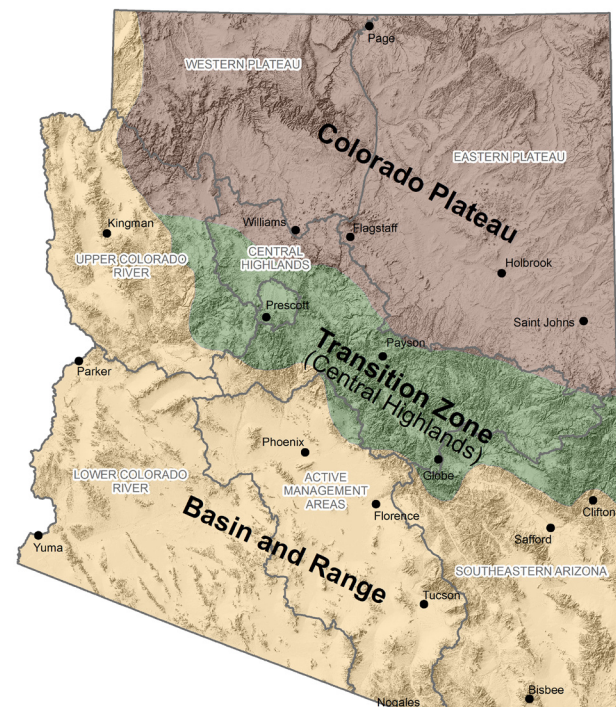 Page
WESTERN PLATEAU
Colorado Plateau
EASTERN PLATEAU
Kingman
Williams
Flagstaff
UPPER COLORADO
RIVER
CENTRAL
HIGHLANDS
Holbrook
Prescott
Saint Johns
Transition Zone
(Central Highlands)
Payson
Parker
Phoenix
Globe
LOWER COLORADO
RIVER
ACTIVE
MANAGEMENT
AREAS
Basin and Range
Florence
Clifton
Safford
Yuma
SOUTHEASTERN ARIZONA
Tucson
Bisbee
Nogales